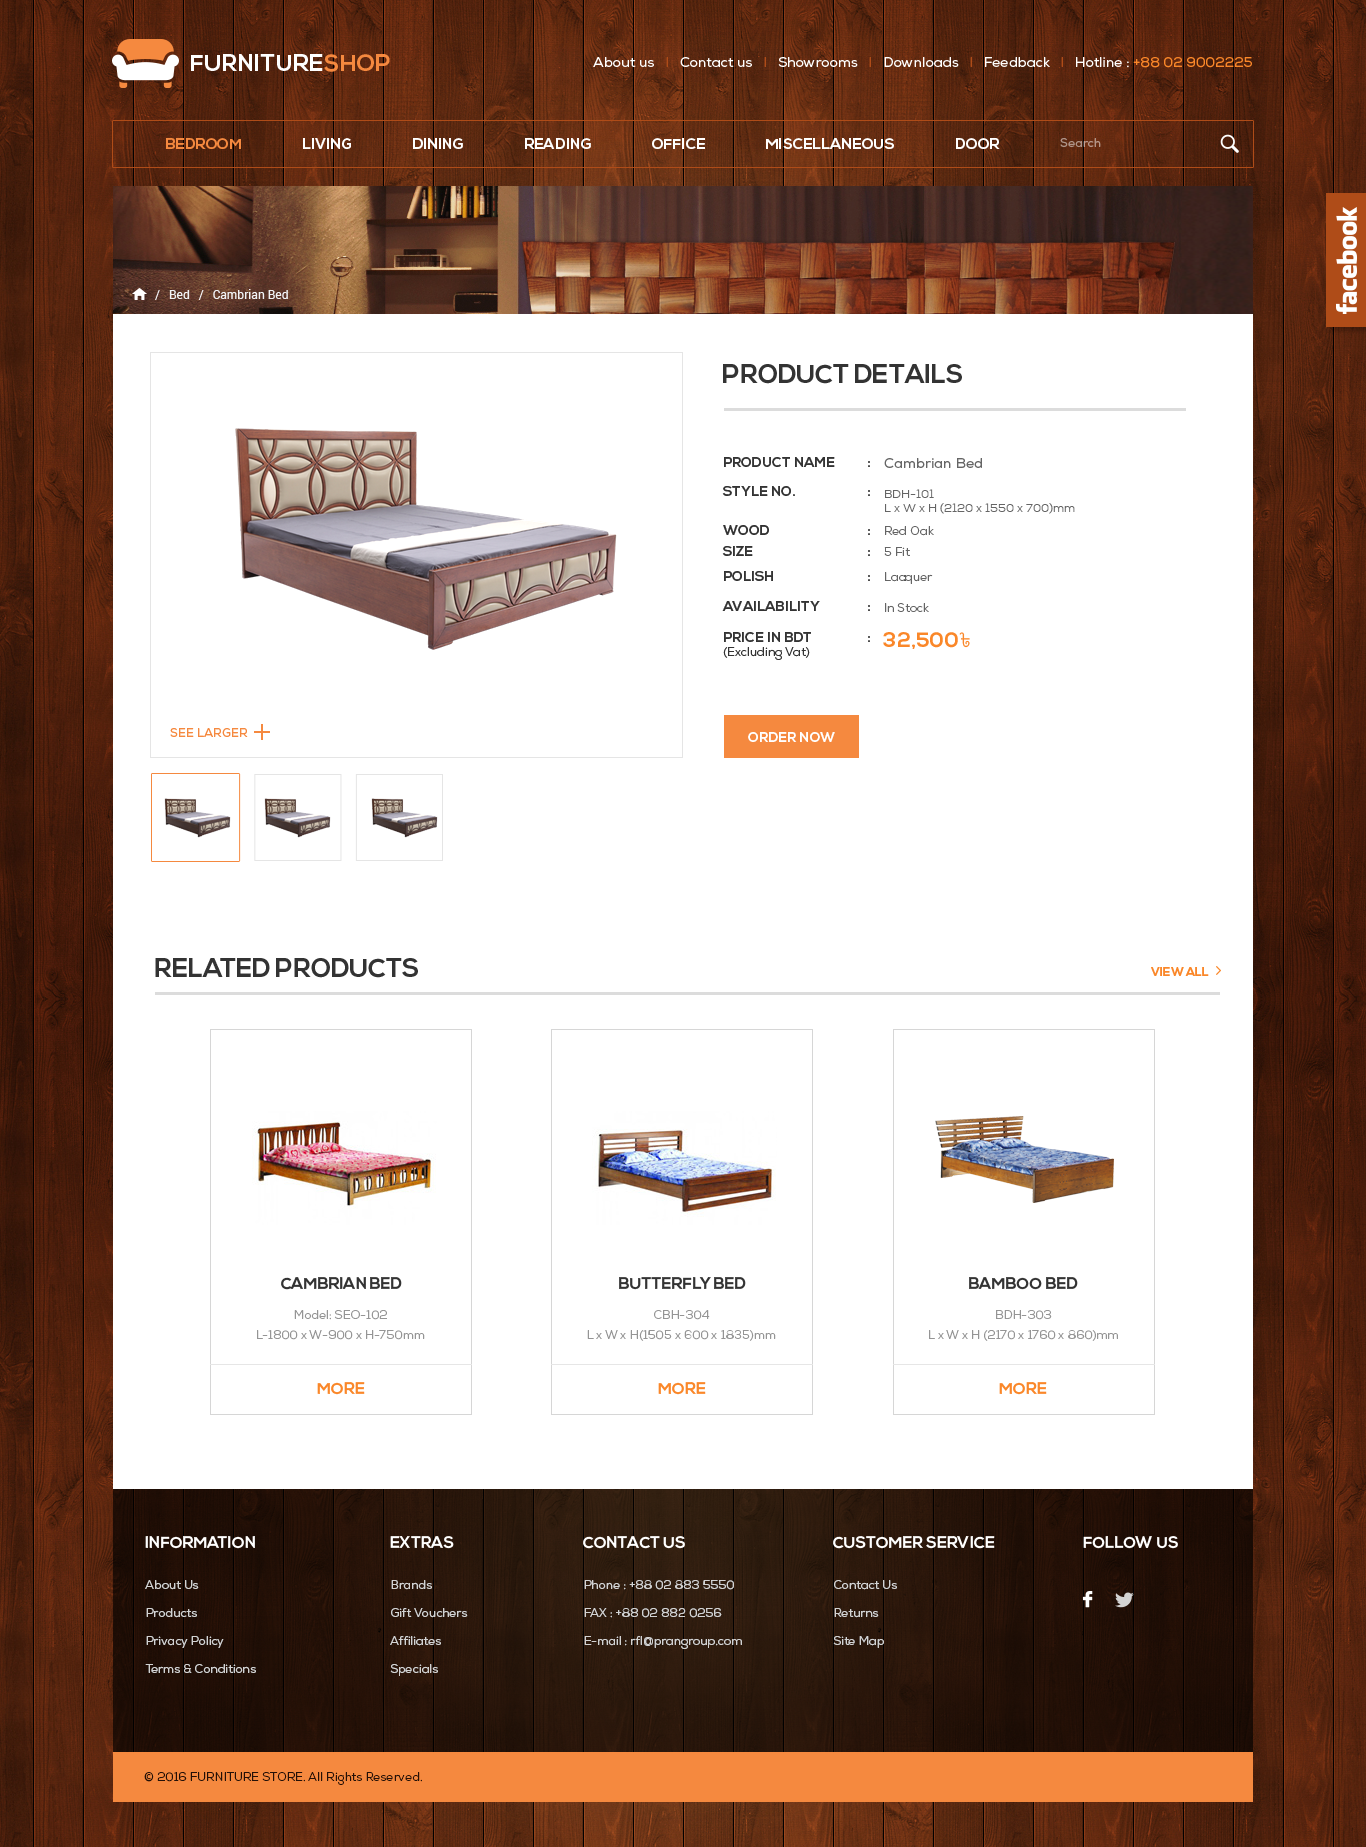 FURNITURESHOP
About us | Contact us | Showrooms | Downloads | Feedback | Hotline : +88 02 9002225
BEDROOM LIVING DINING READING OFFICE MISCELLANEOUS DOOR Search
facebook
/ Bed / Cambrian Bed
PRODUCT DETAILS
PRODUCT NAME : Cambrian Bed
STYLE NO. : BDH-101
L x W x H (2120 x 1550 x 700)mm
WOOD : Red Oak
SIZE : 5 Fit
POLISH : Lacquer
AVAILABILITY : In Stock
PRICE IN BDT : 32,500৳
(Excluding Vat)
SEE LARGER
ORDER NOW
RELATED PRODUCTS
VIEW ALL
CAMBRIAN BED
Model: SEO-102
L-1800 x W-900 x H-750mm
MORE
BUTTERFLY BED
CBH-304
L x W x H(1505 x 600 x 1835)mm
MORE
BAMBOO BED
BDH-303
L x W x H (2170 x 1760 x 860)mm
MORE
INFORMATION
About Us
Products
Privacy Policy
Terms & Conditions
EXTRAS
Brands
Gift Vouchers
Affiliates
Specials
CONTACT US
Phone : +88 02 883 5550
FAX : +88 02 882 0256
E-mail : rfl@prangroup.com
CUSTOMER SERVICE
Contact Us
Returns
Site Map
FOLLOW US
© 2016 FURNITURE STORE. All Rights Reserved.